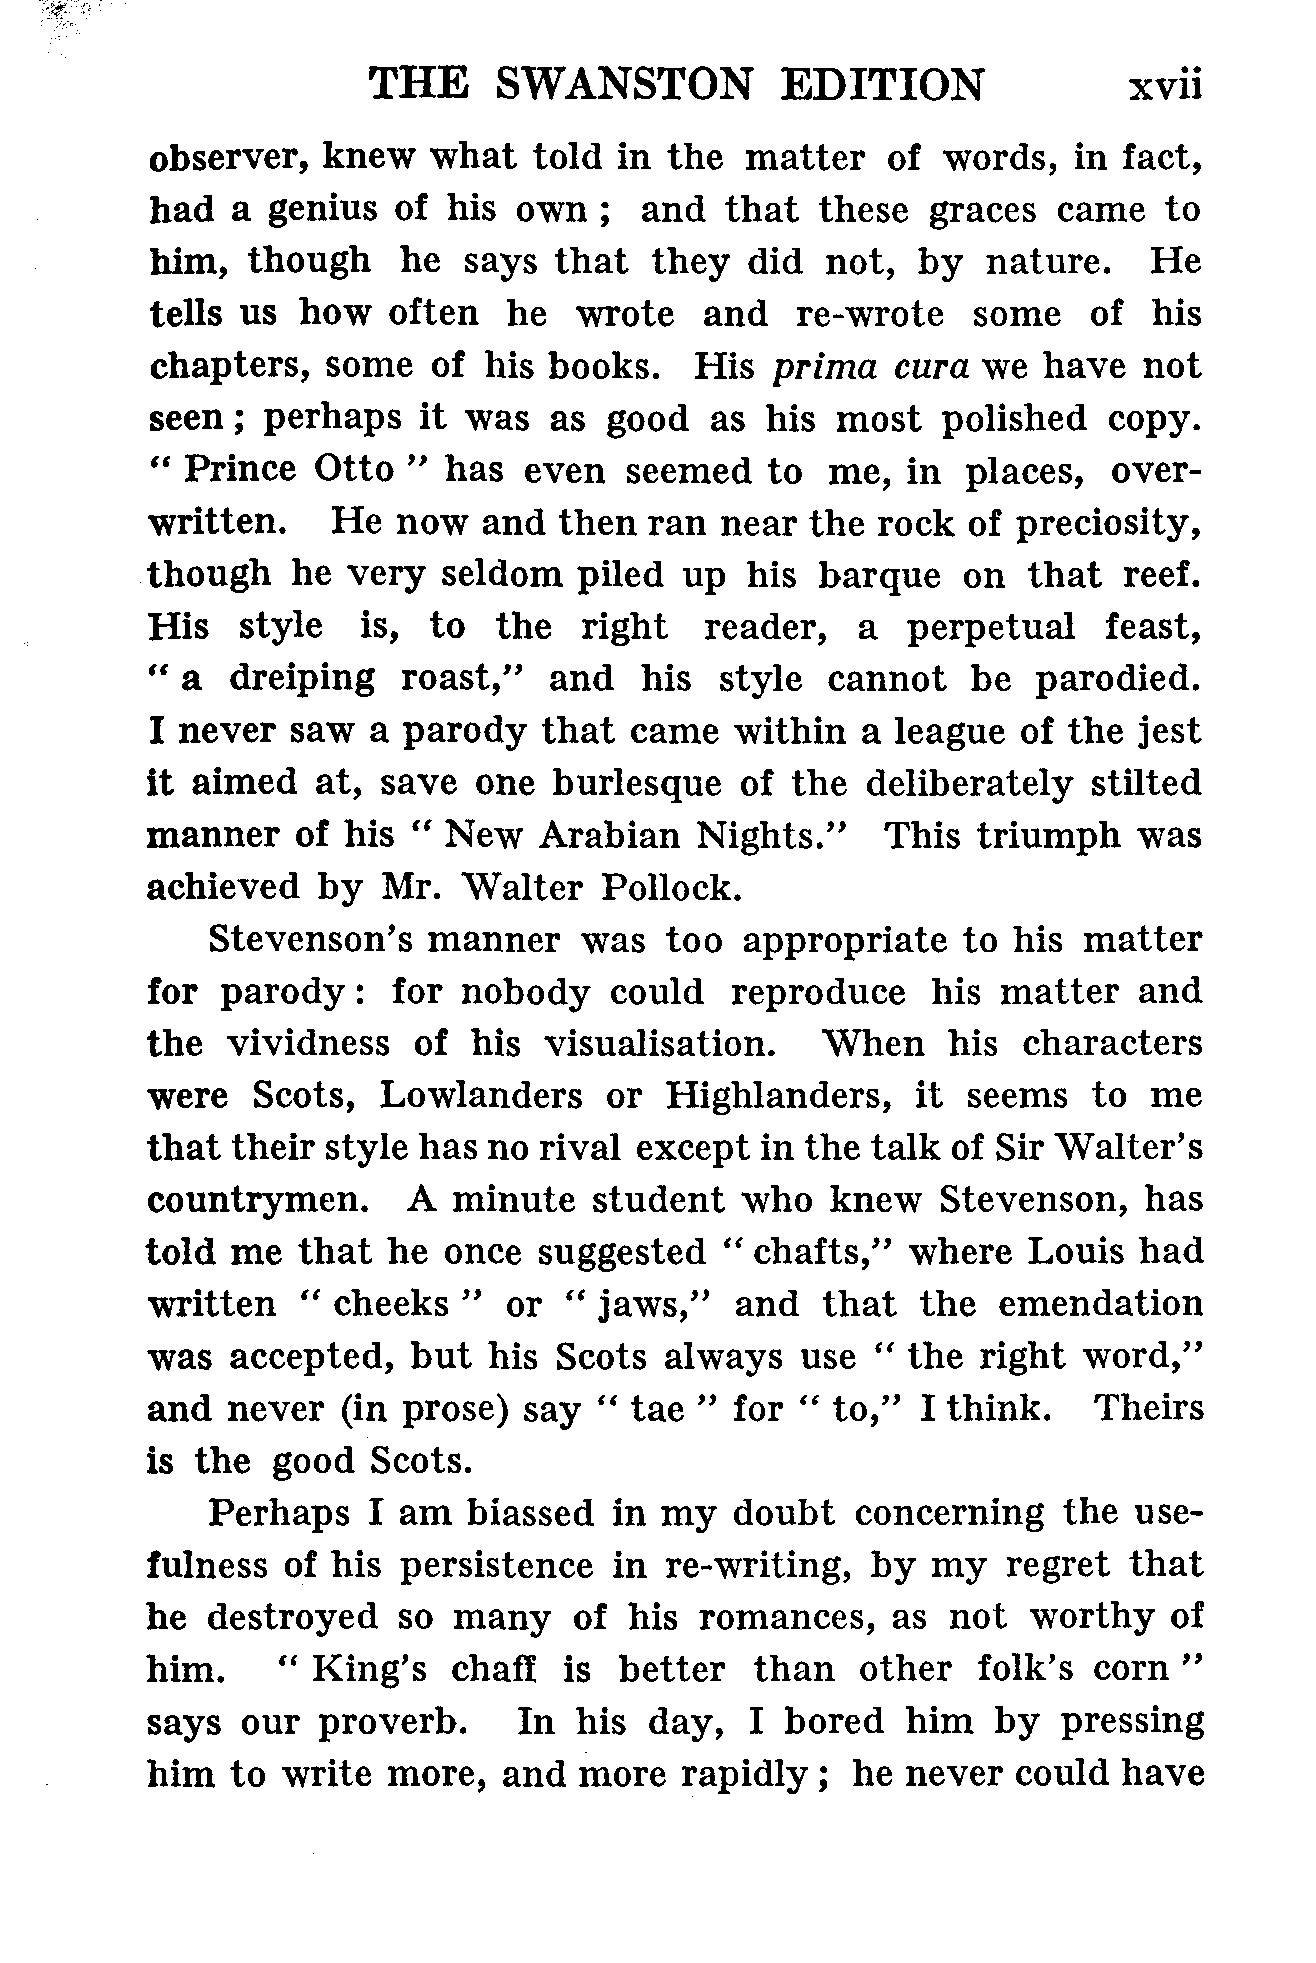 THE SWANSTON EDITION xvii
observer, knew what told in the matter of words, in fact,
had a genius of his own ; and that these graces came to
him, though he says that they did not, by nature. He
tells us how often he wrote and re-wrote some of his
chapters, some of his books. His prima cura we have not
seen ; perhaps it was as good as his most polished copy.
“ Prince Otto ” has even seemed to me, in places, over-
written. He now and then ran near the rock of preciosity,
though he very seldom piled up his barque on that reef.
His style is, to the right reader, a perpetual feast,
“ a dreiping roast,” and his style cannot be parodied.
I never saw a parody that came within a league of the jest
it aimed at, save one burlesque of the deliberately stilted
manner of his “ New Arabian Nights.” This triumph was
achieved by Mr. Walter Pollock.
Stevenson’s manner was too appropriate to his matter
for parody : for nobody could reproduce his matter and
the vividness of his visualisation. When his characters
were Scots, Lowlanders or Highlanders, it seems to me
that their style has no rival except in the talk of Sir Walter’s
countrymen. A minute student who knew Stevenson, has
told me that he once suggested “ chafts,” where Louis had
written “ cheeks ” or “ jaws,” and that the emendation
was accepted, but his Scots always use “ the right word,”
and never (in prose) say “ tae ” for “ to,” I think. Theirs
is the good Scots.
Perhaps I am biassed in my doubt concerning the use-
fulness of his persistence in re-writing, by my regret that
he destroyed so many of his romances, as not worthy of
him. “ King’s chaff is better than other folk’s corn ”
says our proverb. In his day, I bored him by pressing
him to write more, and more rapidly ; he never could have